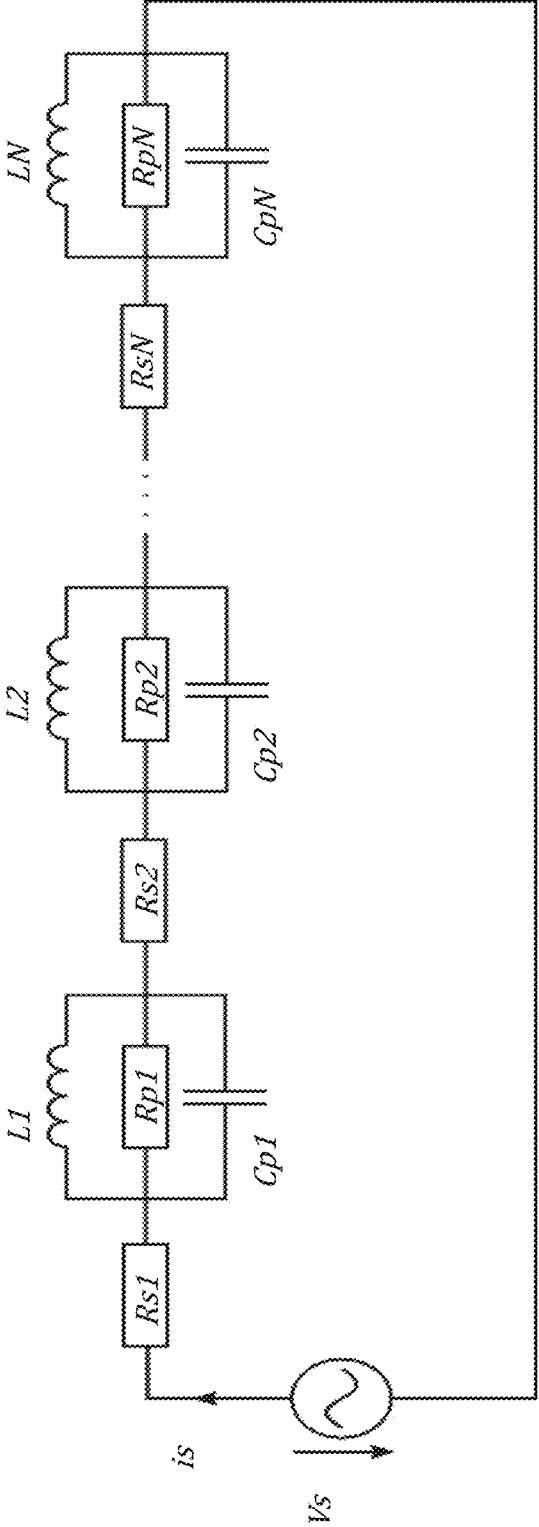 L1
L2
LN
Rs1
Rp1
Rs2
Rp2
. . .
RsN
RpN
is
Cp1
Cp2
CpN
Vs